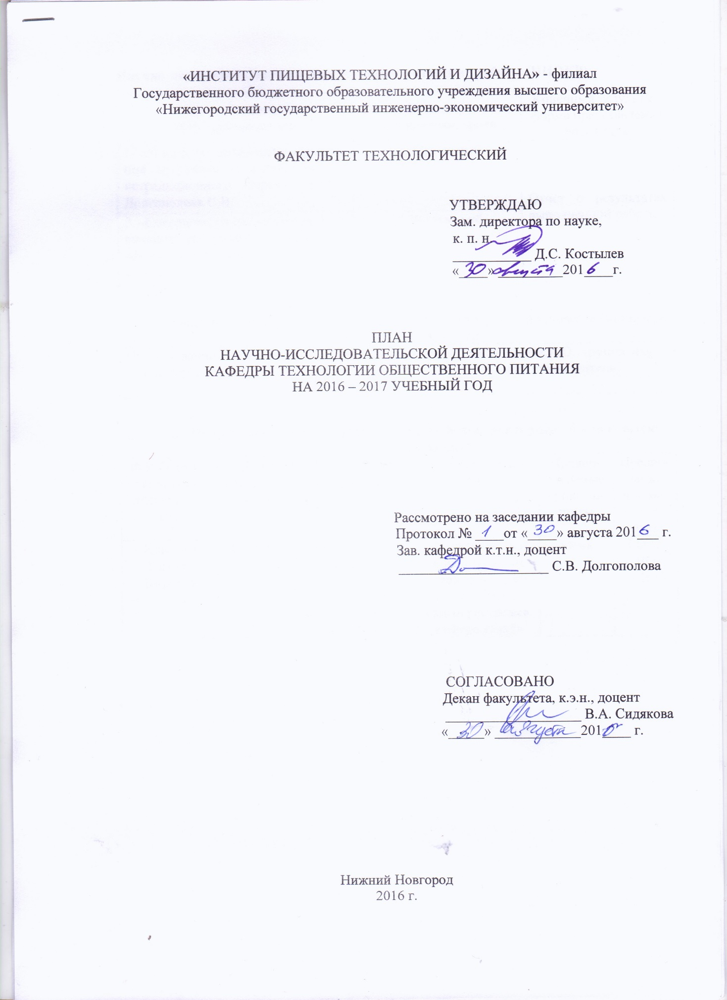 «ИНСТИТУТ ПИЩЕВЫХ ТЕХНОЛОГИЙ И ДИЗАЙНА» - филиал
Государственного бюджетного образовательного учреждения высшего образования
«Нижегородский государственный инженерно-экономический университет»
ФАКУЛЬТЕТ ТЕХНОЛОГИЧЕСКИЙ
УТВЕРЖДАЮ
Зам. директора по науке,
к. п. н.
___________ Д.С. Костылев
«30» августа 2016 г.
ПЛАН
НАУЧНО-ИССЛЕДОВАТЕЛЬСКОЙ ДЕЯТЕЛЬНОСТИ
КАФЕДРЫ ТЕХНОЛОГИИ ОБЩЕСТВЕННОГО ПИТАНИЯ
НА 2016 – 2017 УЧЕБНЫЙ ГОД
Рассмотрено на заседании кафедры
Протокол № 1 от «30» августа 2016 г.
Зав. кафедрой к.т.н., доцент
_____________________ С.В. Долгополова
СОГЛАСОВАНО
Декан факультета, к.э.н., доцент
___________________ В.А. Сидякова
«30» августа 2016 г.
Нижний Новгород
2016 г.